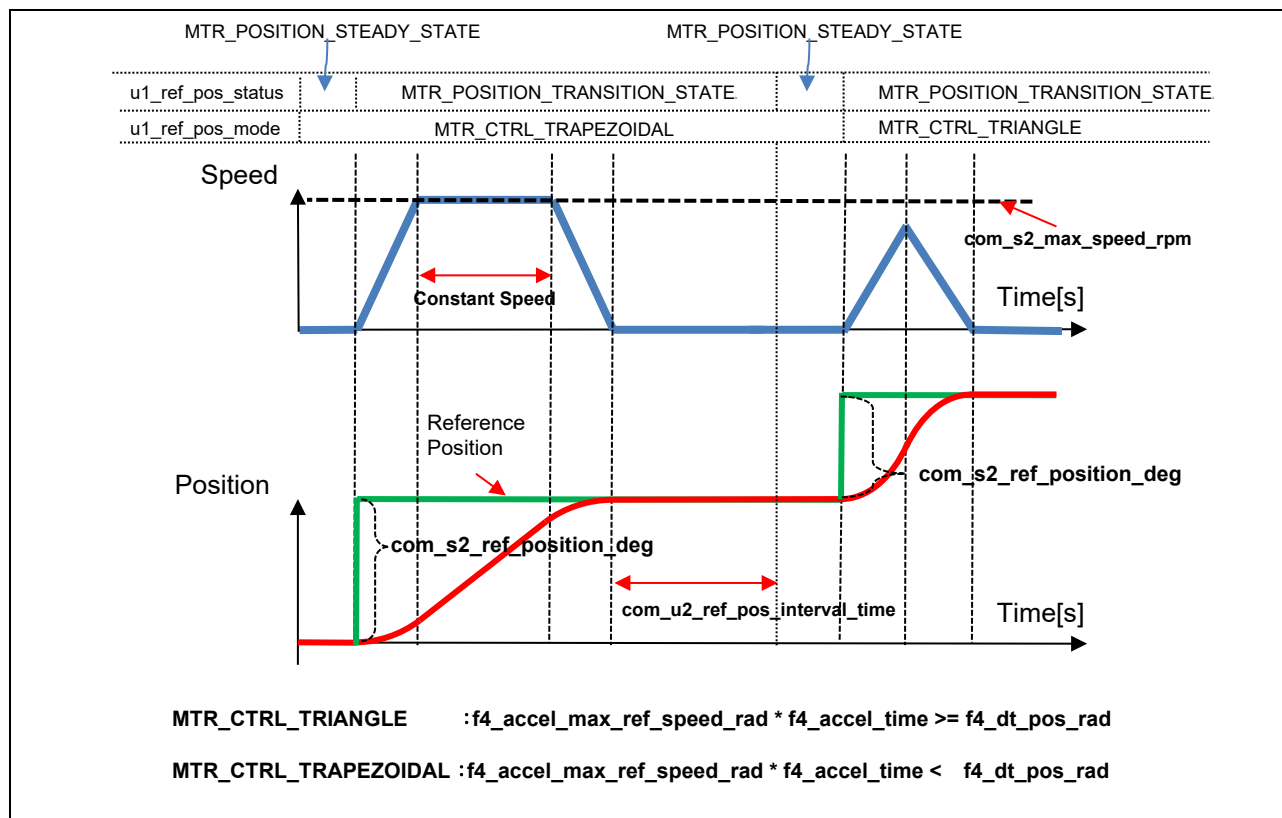 MTR_POSITION_STEADY_STATE MTR_POSITION_STEADY_STATE
u1_ref_pos_status MTR_POSITION_TRANSITION_STATE MTR_POSITION_TRANSITION_STATE
u1_ref_pos_mode MTR_CTRL_TRAPEZOIDAL MTR_CTRL_TRIANGLE
Speed
com_s2_max_speed_rpm
Constant Speed
Time[s]
Reference
Position
com_s2_ref_position_deg
Position
com_s2_ref_position_deg
com_u2_ref_pos_interval_time
Time[s]
MTR_CTRL_TRIANGLE :f4_accel_max_ref_speed_rad * f4_accel_time >= f4_dt_pos_rad
MTR_CTRL_TRAPEZOIDAL :f4_accel_max_ref_speed_rad * f4_accel_time < f4_dt_pos_rad